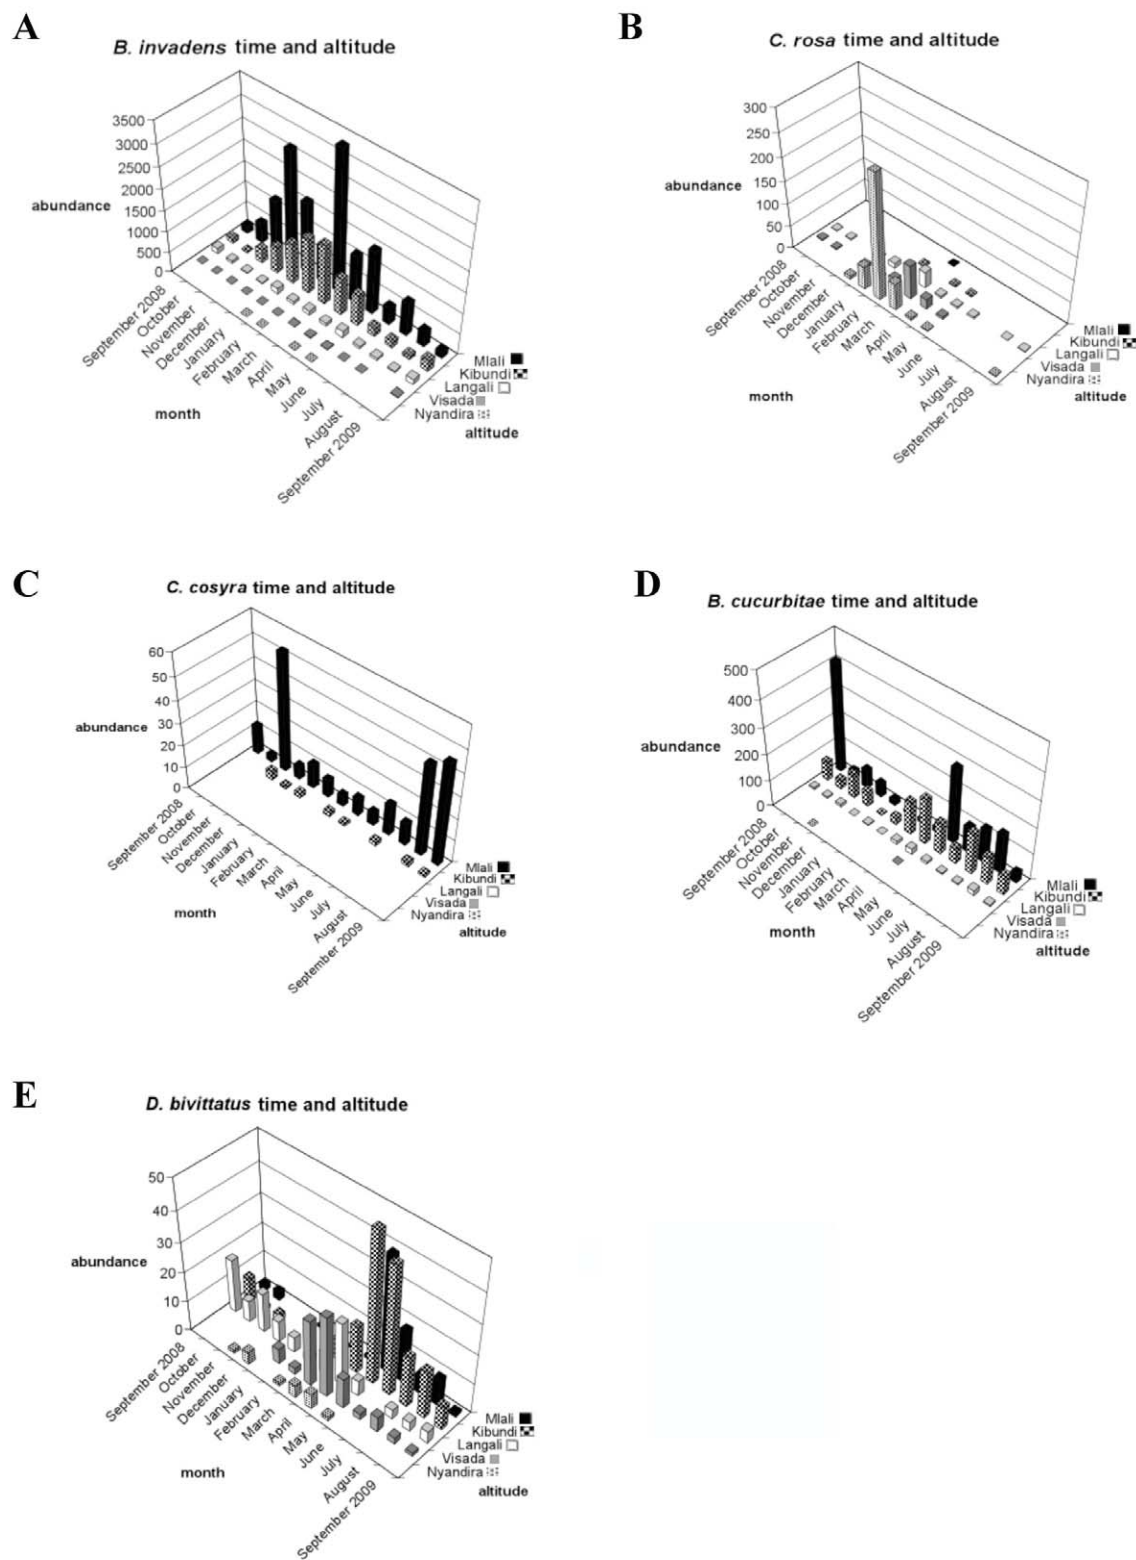 A
B. invadens time and altitude
3500
3000
2500
2000
1500
1000
500
0
abundance
September 2008
October
November
December
January
February
March
April
May
June
July
August
September 2009
month
Mlali
Kibundi
Langali
Visada
Nyandira
altitude
B
C. rosa time and altitude
300
250
200
150
100
50
0
abundance
September 2008
October
November
December
January
February
March
April
May
June
July
August
September 2009
month
Mlali
Kibundi
Langali
Visada
Nyandira
altitude
C
C. cosyra time and altitude
60
50
40
30
20
10
0
abundance
September 2008
October
November
December
January
February
March
April
May
June
July
August
September 2009
month
Mlali
Kibundi
Langali
Visada
Nyandira
altitude
D
B. cucurbitae time and altitude
500
400
300
200
100
0
abundance
September 2008
October
November
December
January
February
March
April
May
June
July
August
September 2009
month
Mlali
Kibundi
Langali
Visada
Nyandira
altitude
E
D. bivittatus time and altitude
50
40
30
20
10
0
abundance
September 2008
October
November
December
January
February
March
April
May
June
July
August
September 2009
month
Mlali
Kibundi
Langali
Visada
Nyandira
altitude